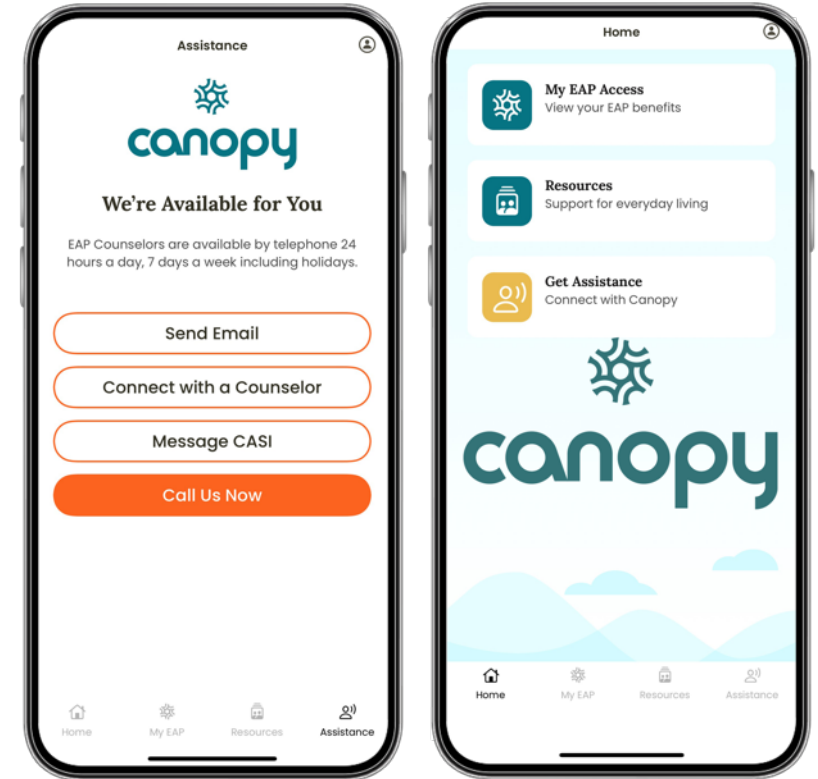 Assistance
canopy
We're Available for You
EAP Counselors are available by telephone 24
hours a day, 7 days a week including holidays.
Send Email
Connect with a Counselor
Message CASI
Call Us Now
Home
My EAP
Resources
Assistance
Home
My EAP Access
View your EAP benefits
Resources
Support for everyday living
Get Assistance
Connect with Canopy
canopy
Home
My EAP
Resources
Assistance